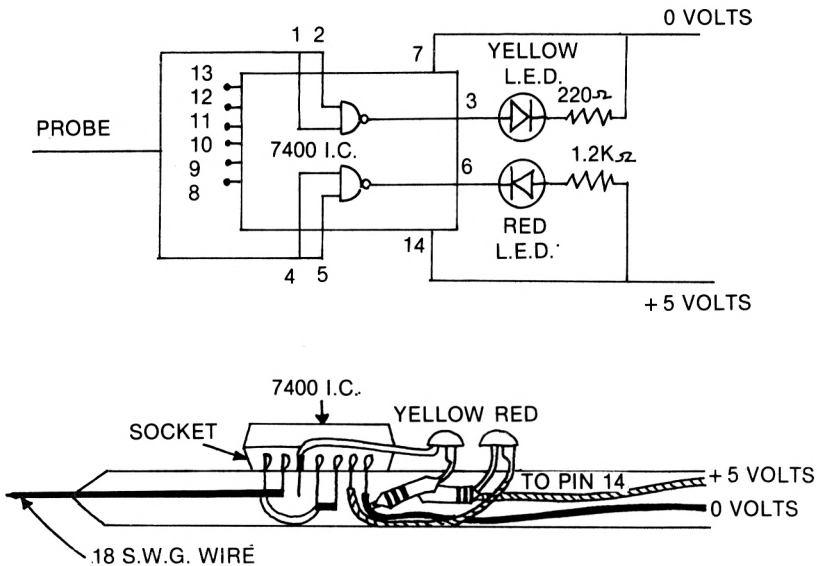 0 VOLTS
1 2
7
YELLOW
L.E.D.
13
12
11
10
9
8
3
220Ω
PROBE
7400 I.C.
1.2KΩ
6
RED
L.E.D.
14
4 5
+ 5 VOLTS
7400 I.C.
YELLOW RED
SOCKET
TO PIN 14
+ 5 VOLTS
0 VOLTS
.18 S.W.G. WIRE